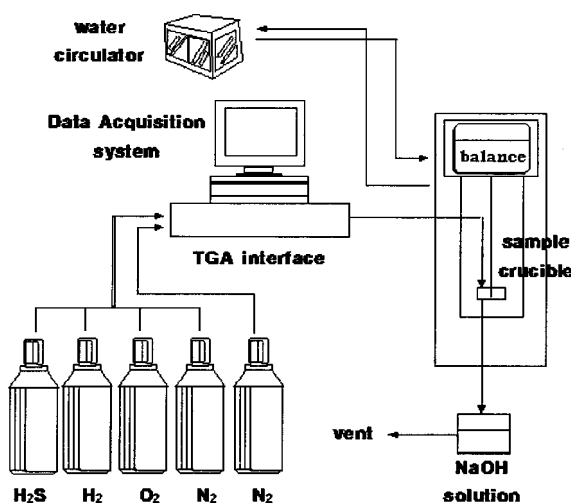 water
circulator
Data Acquisition
system
balance
TGA interface
sample
crucible
vent
NaOH
solution
H₂S
H₂
O₂
N₂
N₂